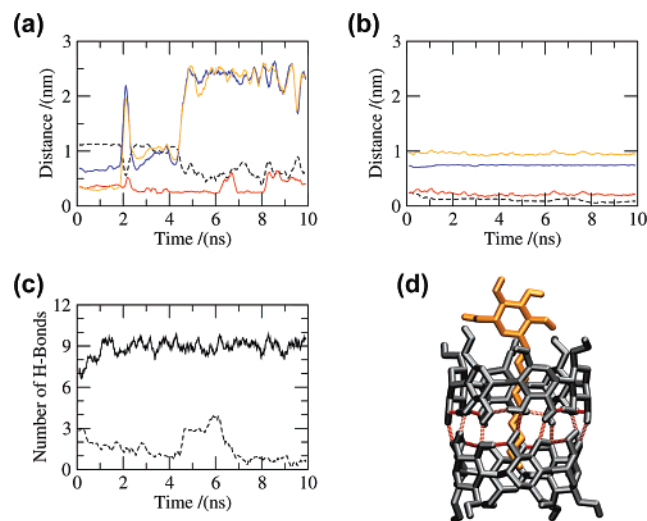 (a)
3
2
1
0
Distance /(nm)
0 2 4 6 8 10
Time /(ns)
(b)
3
2
1
0
Distance /(nm)
0 2 4 6 8 10
Time /(ns)
(c)
12
9
6
3
0
Number of H-Bonds
0 2 4 6 8 10
Time /(ns)
(d)